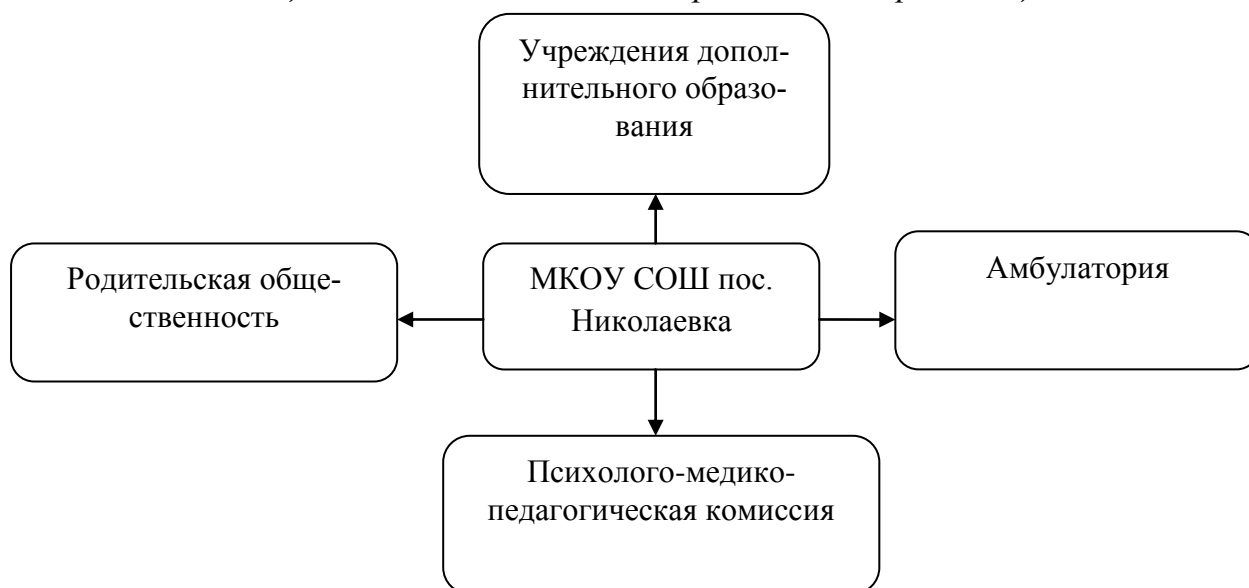 Учреждения допол-
нительного образо-
вания
Родительская обще-
ственность
МКОУ СОШ пос.
Николаевка
Амбулатория
Психолого-медико-
педагогическая комиссия